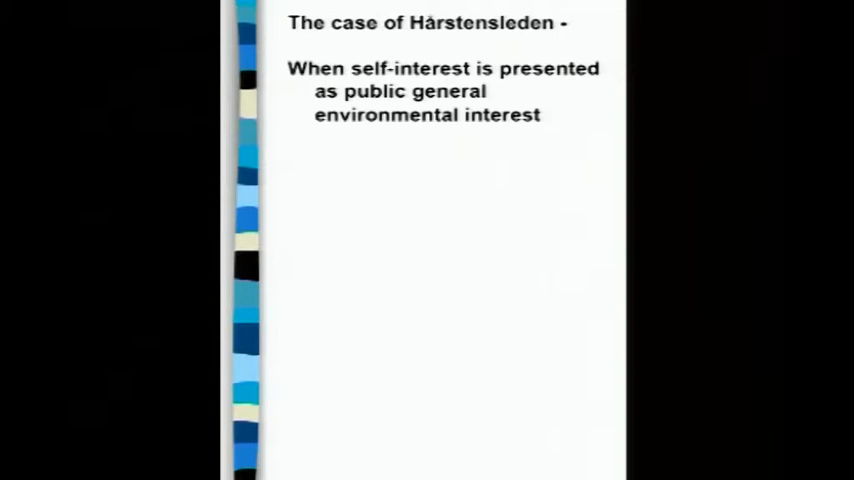 The case of Hårstensleden -
When self-interest is presented
as public general
environmental interest